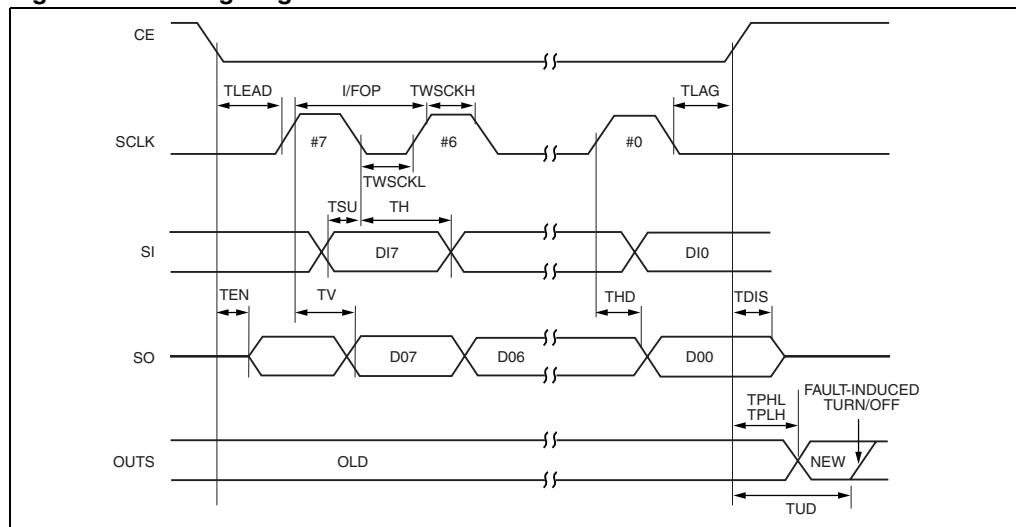 CE
TLEAD
I/FOP
TWSCKH
TLAG
SCLK
#7
#6
#0
TWSCKL
TSU
TH
SI
DI7
DI0
TEN
TV
THD
TDIS
SO
D07
D06
D00
TPHL
TPLH
FAULT-INDUCED
TURN/OFF
OUTS
OLD
NEW
TUD